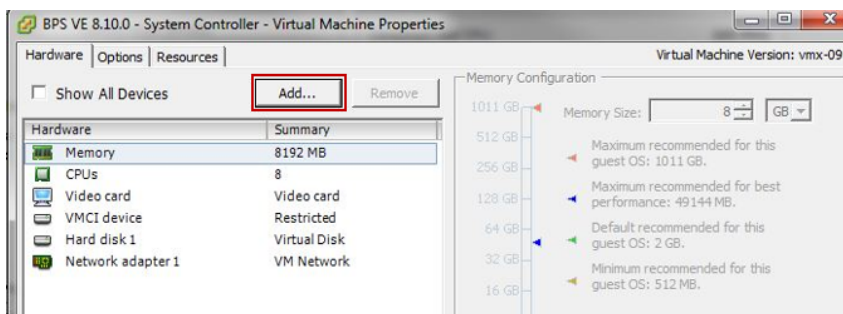 BPS VE 8.10.0 - System Controller - Virtual Machine Properties
Hardware Options Resources
Virtual Machine Version: vmx-09
Show All Devices
Add...
Remove
Hardware Summary
Memory 8192 MB
CPUs 8
Video card Video card
VMCI device Restricted
Hard disk 1 Virtual Disk
Network adapter 1 VM Network
Memory Configuration
1011 GB
512 GB
256 GB
128 GB
64 GB
32 GB
16 GB
Memory Size: 8 GB
Maximum recommended for this
guest OS: 1011 GB.
Maximum recommended for best
performance: 49144 MB.
Default recommended for this
guest OS: 2 GB.
Minimum recommended for this
guest OS: 512 MB.